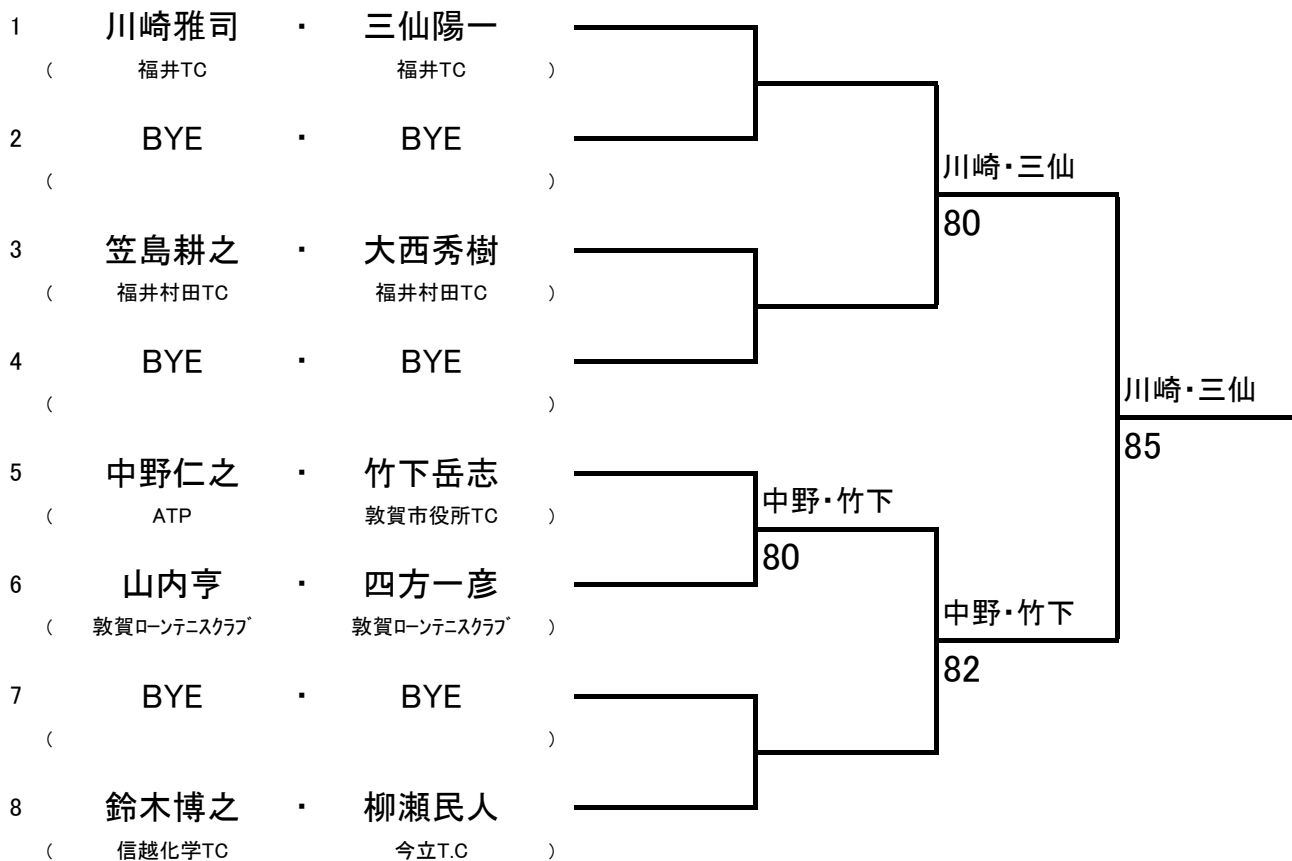 1 川崎雅司 ・ 三仙陽一
( 福井TC 福井TC )
2 BYE ・ BYE
( )
川崎・三仙
80
3 笠島耕之 ・ 大西秀樹
( 福井村田TC 福井村田TC )
4 BYE ・ BYE
( )
川崎・三仙
85
5 中野仁之 ・ 竹下岳志
( ATP 敦賀市役所TC )
中野・竹下
80
6 山内亨 ・ 四方一彦
( 敦賀ローンテニスクラブ 敦賀ローンテニスクラブ )
中野・竹下
82
7 BYE ・ BYE
( )
8 鈴木博之 ・ 柳瀬民人
( 信越化学TC 今立T.C )